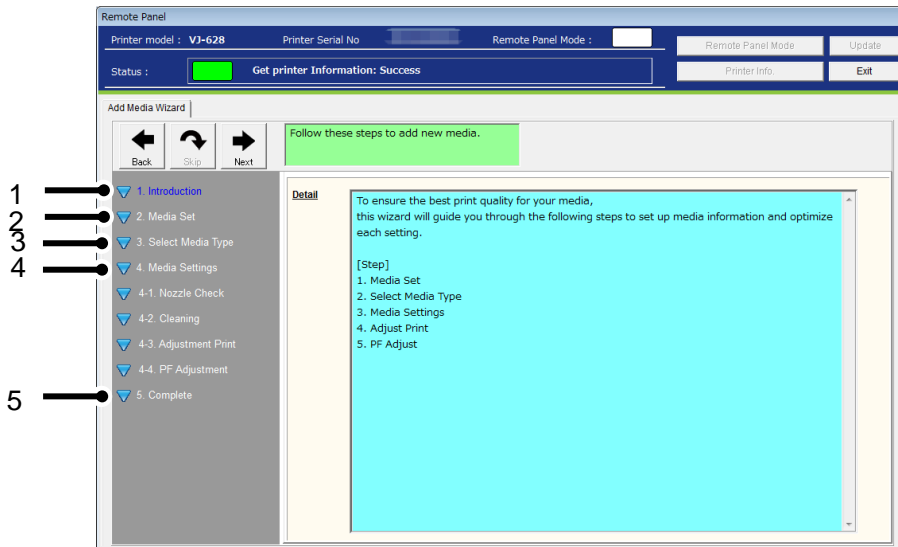 Remote Panel
Printer model : VJ-628 Printer Serial No Remote Panel Mode : Remote Panel Mode Update
Status : Get printer Information: Success Printer Info. Exit
Add Media Wizard
Back Skip Next
Follow these steps to add new media.
1 1. Introduction
2 2. Media Set
3 3. Select Media Type
4 4. Media Settings
4-1. Nozzle Check
4-2. Cleaning
4-3. Adjustment Print
4-4. PF Adjustment
5 5. Complete
Detail
To ensure the best print quality for your media,
this wizard will guide you through the following steps to set up media information and optimize
each setting.
[Step]
1. Media Set
2. Select Media Type
3. Media Settings
4. Adjust Print
5. PF Adjust